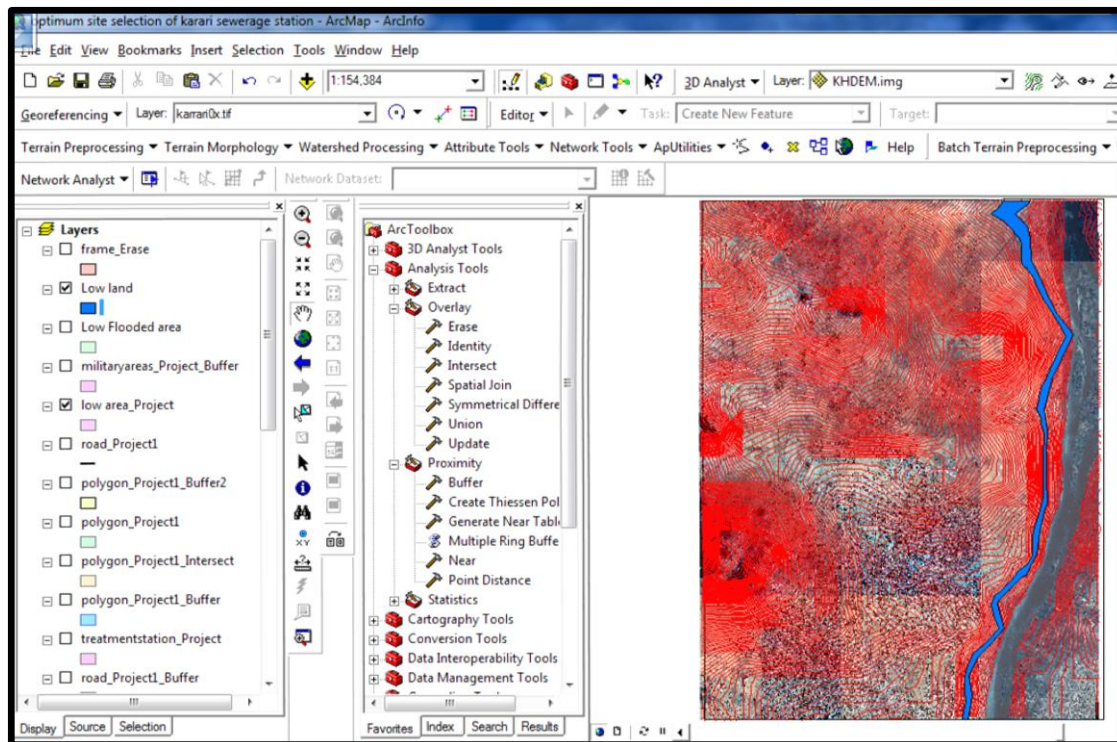 optimum site selection of karari sewerage station - ArcMap - ArcInfo
File Edit View Bookmarks Insert Selection Tools Window Help
1:154,384 3D Analyst Layer: KHDEM.img
Georeferencing Layer: karrari0x.tif Editor Task: Create New Feature Target:
Terrain Preprocessing Terrain Morphology Watershed Processing Attribute Tools Network Tools ApUtilities Help Batch Terrain Preprocessing
Network Analyst Network Dataset:
Layers
frame_Erase
Low land
Low Flooded area
militaryareas_Project_Buffer
low area_Project
road_Project1
polygon_Project1_Buffer2
polygon_Project1
polygon_Project1_Intersect
polygon_Project1_Buffer
treatmentstation_Project
road_Project1_Buffer
Display Source Selection
1:1
XY
ArcToolbox
3D Analyst Tools
Analysis Tools
Extract
Overlay
Erase
Identity
Intersect
Spatial Join
Symmetrical Differe
Union
Update
Proximity
Buffer
Create Thiessen Pol
Generate Near Table
Multiple Ring Buffe
Near
Point Distance
Statistics
Cartography Tools
Conversion Tools
Data Interoperability Tools
Data Management Tools
Favorites Index Search Results